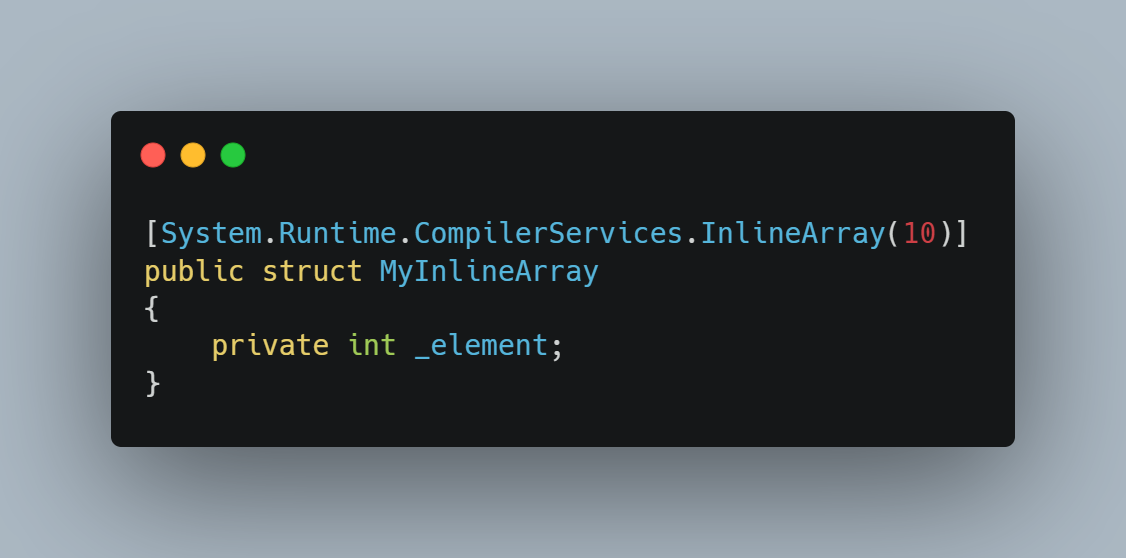 [System.Runtime.CompilerServices.InlineArray(10)]
public struct MyInlineArray
{
    private int _element;
}